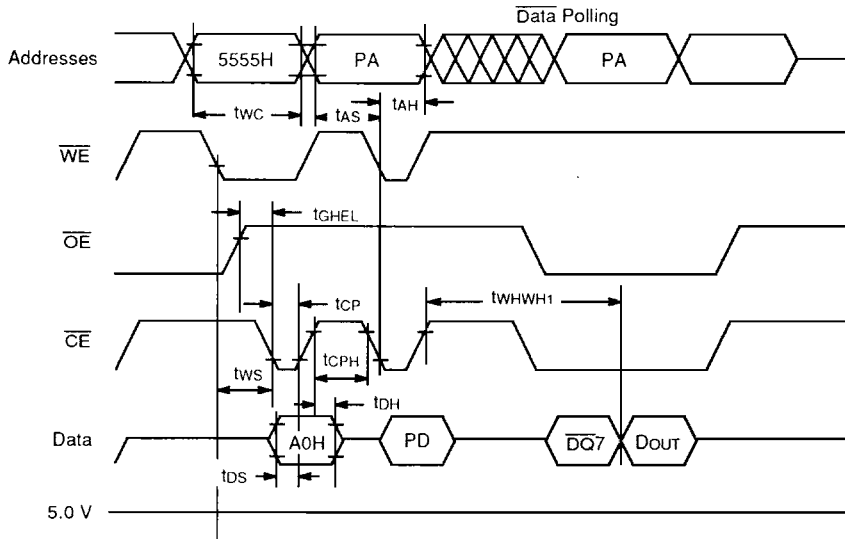 Data Polling
Addresses 5555H PA PA
tWC tAS tAH
WE
tGHEL
OE
tCP tWHWH1
CE
tWS tCPH
tDH
Data A0H PD DQ7 DOUT
tDS
5.0 V